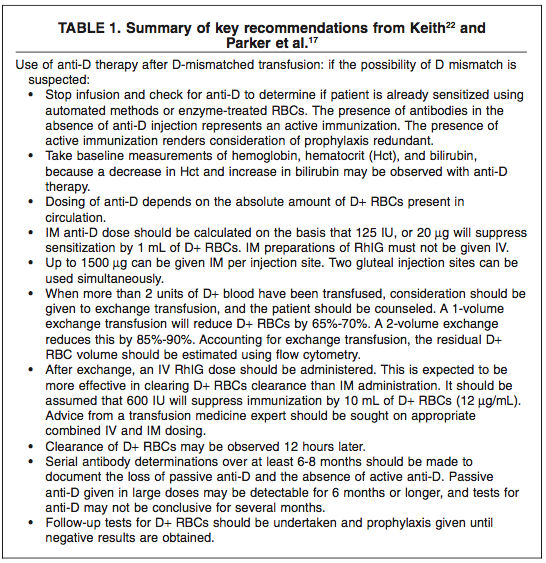 TABLE 1. Summary of key recommendations from Keith22 and
Parker et al.17
Use of anti-D therapy after D-mismatched transfusion: if the possibility of D mismatch is
suspected:
• Stop infusion and check for anti-D to determine if patient is already sensitized using
automated methods or enzyme-treated RBCs. The presence of antibodies in the
absence of anti-D injection represents an active immunization. The presence of
active immunization renders consideration of prophylaxis redundant.
• Take baseline measurements of hemoglobin, hematocrit (Hct), and bilirubin,
because a decrease in Hct and increase in bilirubin may be observed with anti-D
therapy.
• Dosing of anti-D depends on the absolute amount of D+ RBCs present in
circulation.
• IM anti-D dose should be calculated on the basis that 125 IU, or 20 μg will suppress
sensitization by 1 mL of D+ RBCs. IM preparations of RhIG must not be given IV.
• Up to 1500 μg can be given IM per injection site. Two gluteal injection sites can be
used simultaneously.
• When more than 2 units of D+ blood have been transfused, consideration should be
given to exchange transfusion, and the patient should be counseled. A 1-volume
exchange transfusion will reduce D+ RBCs by 65%-70%. A 2-volume exchange
reduces this by 85%-90%. Accounting for exchange transfusion, the residual D+
RBC volume should be estimated using flow cytometry.
• After exchange, an IV RhIG dose should be administered. This is expected to be
more effective in clearing D+ RBCs clearance than IM administration. It should be
assumed that 600 IU will suppress immunization by 10 mL of D+ RBCs (12 μg/mL).
Advice from a transfusion medicine expert should be sought on appropriate
combined IV and IM dosing.
• Clearance of D+ RBCs may be observed 12 hours later.
• Serial antibody determinations over at least 6-8 months should be made to
document the loss of passive anti-D and the absence of active anti-D. Passive
anti-D given in large doses may be detectable for 6 months or longer, and tests for
anti-D may not be conclusive for several months.
• Follow-up tests for D+ RBCs should be undertaken and prophylaxis given until
negative results are obtained.